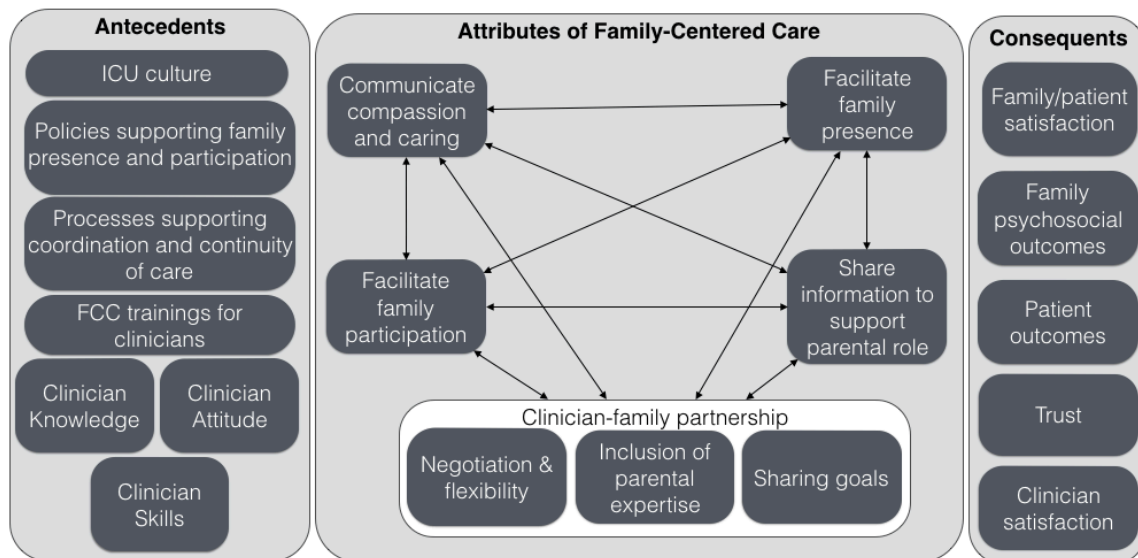 Antecedents
ICU culture
Policies supporting family
presence and participation
Processes supporting
coordination and continuity
of care
FCC trainings for
clinicians
Clinician
Knowledge
Clinician
Attitude
Clinician
Skills
Attributes of Family-Centered Care
Communicate
compassion
and caring
Facilitate
family
presence
Facilitate
family
participation
Share
information to
support
parental role
Clinician-family partnership
Negotiation &
flexibility
Inclusion of
parental
expertise
Sharing goals
Consequents
Family/patient
satisfaction
Family
psychosocial
outcomes
Patient
outcomes
Trust
Clinician
satisfaction